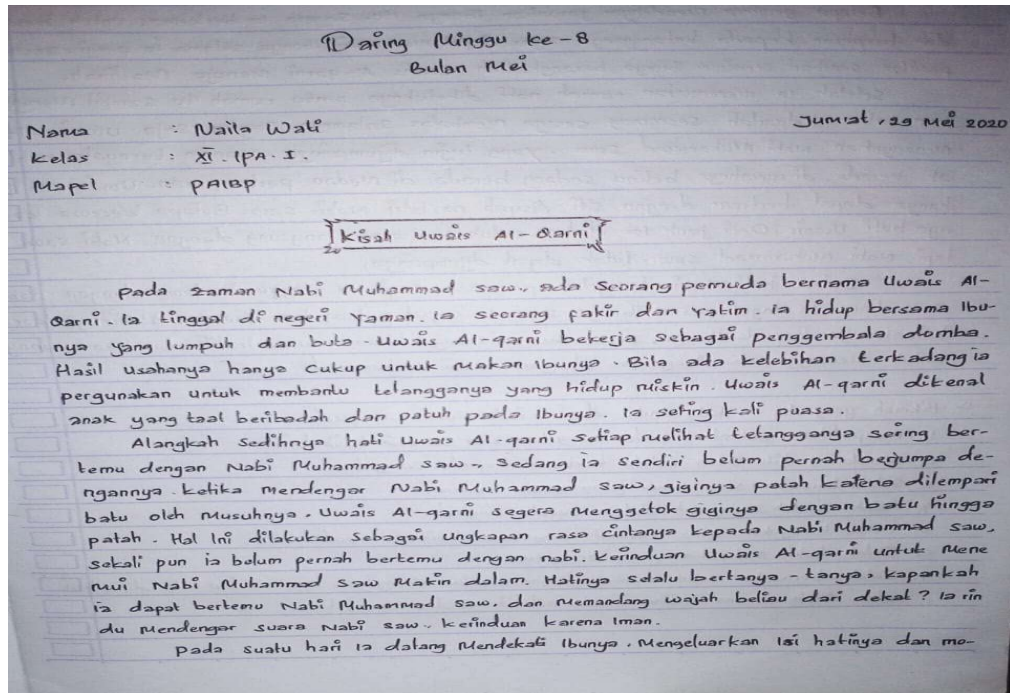 Daring Minggu ke - 8
Bulan Mei
Nama : Naila Wati
Jum'at, 29 Mei 2020
Kelas : XI. IPA. I.
Mapel : PAIBP
Kisah Uwais Al-Qarni
Pada Zaman Nabi Muhammad saw., ada seorang pemuda bernama Uwais Al-
Qarni. Ia tinggal di negeri Yaman. Ia seorang fakir dan Yatim. ia hidup bersama Ibu-
nya yang lumpuh dan buta. Uwais Al-qarni bekerja sebagai penggembala domba.
Hasil usahanya hanya cukup untuk makan Ibunya. Bila ada kelebihan terkadang ia
pergunakan untuk membantu tetangganya yang hidup miskin. Uwais Al-qarni dikenal
anak yang taat beribadah dan patuh pada Ibunya. Ia sering kali puasa.
Alangkah Sedihnya hati Uwais Al-qarni setiap melihat tetangganya sering ber-
temu dengan Nabi Muhammad saw., Sedang ia sendiri belum pernah berjumpa de-
ngannya. Ketika mendengar Nabi Muhammad saw, giginya patah karena dilempari
batu oleh Musuhnya, Uwais Al-qarni segera Menggetok giginya dengan batu hingga
patah. Hal Ini dilakukan Sebagai ungkapan rasa cintanya kepada Nabi Muhammad saw,
sekali pun ia belum pernah bertemu dengan nabi. Kerinduan Uwais Al-qarni untuk Mene
mui Nabi Muhammad saw Makin dalam. Hatinya selalu bertanya-tanya, kapankah
ia dapat bertemu Nabi Muhammad saw, dan Memandang wajah beliau dari dekat? Ia rin
du Mendengar suara Nabi saw. Kerinduan karena Iman.
Pada suatu hari Ia datang Mendekati Ibunya, Mengeluarkan Isi hatinya dan mo-